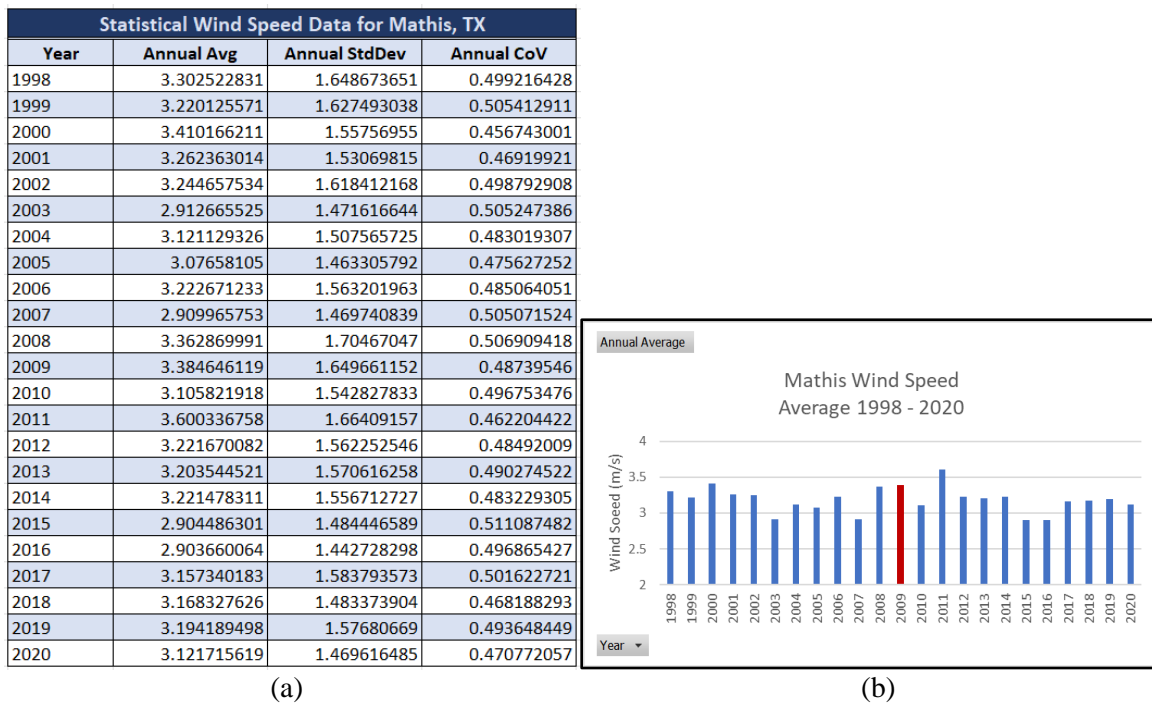 Statistical Wind Speed Data for Mathis, TX
Year Annual Avg Annual StdDev Annual CoV
1998 3.302522831 1.648673651 0.499216428
1999 3.220125571 1.627493038 0.505412911
2000 3.410166211 1.55756955 0.456743001
2001 3.262363014 1.53069815 0.46919921
2002 3.244657534 1.618412168 0.498792908
2003 2.912665525 1.471616644 0.505247386
2004 3.121129326 1.507565725 0.483019307
2005 3.07658105 1.463305792 0.475627252
2006 3.222671233 1.563201963 0.485064051
2007 2.909965753 1.469740839 0.505071524
2008 3.362869991 1.70467047 0.506909418
2009 3.384646119 1.649661152 0.48739546
2010 3.105821918 1.542827833 0.496753476
2011 3.600336758 1.66409157 0.462204422
2012 3.221670082 1.562252546 0.48492009
2013 3.203544521 1.570616258 0.490274522
2014 3.221478311 1.556712727 0.483229305
2015 2.904486301 1.484446589 0.511087482
2016 2.903660064 1.442728298 0.496865427
2017 3.157340183 1.583793573 0.501622721
2018 3.168327626 1.483373904 0.468188293
2019 3.194189498 1.57680669 0.493648449
2020 3.121715619 1.469616485 0.470772057
(a)
Annual Average
Mathis Wind Speed
Average 1998 - 2020
Wind Soeed (m/s)
4
3.5
3
2.5
2
1998 1999 2000 2001 2002 2003 2004 2005 2006 2007 2008 2009 2010 2011 2012 2013 2014 2015 2016 2017 2018 2019 2020
Year
(b)